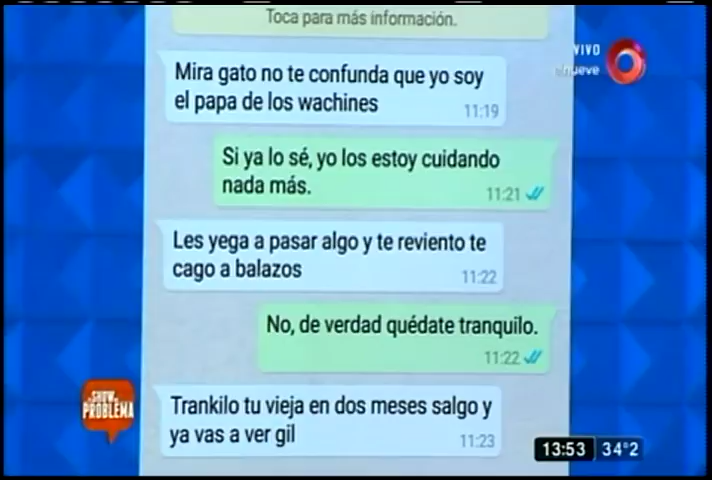 Toca para más información.
VIVO
elnueve
Mira gato no te confunda que yo soy
el papa de los wachines
11:19
Si ya lo sé, yo los estoy cuidando
nada más.
11:21
Les yega a pasar algo y te reviento te
cago a balazos
11:22
No, de verdad quédate tranquilo.
11:22
SHOW
PROBLEMA
Trankilo tu vieja en dos meses salgo y
ya vas a ver gil
11:23
13:53 34°2